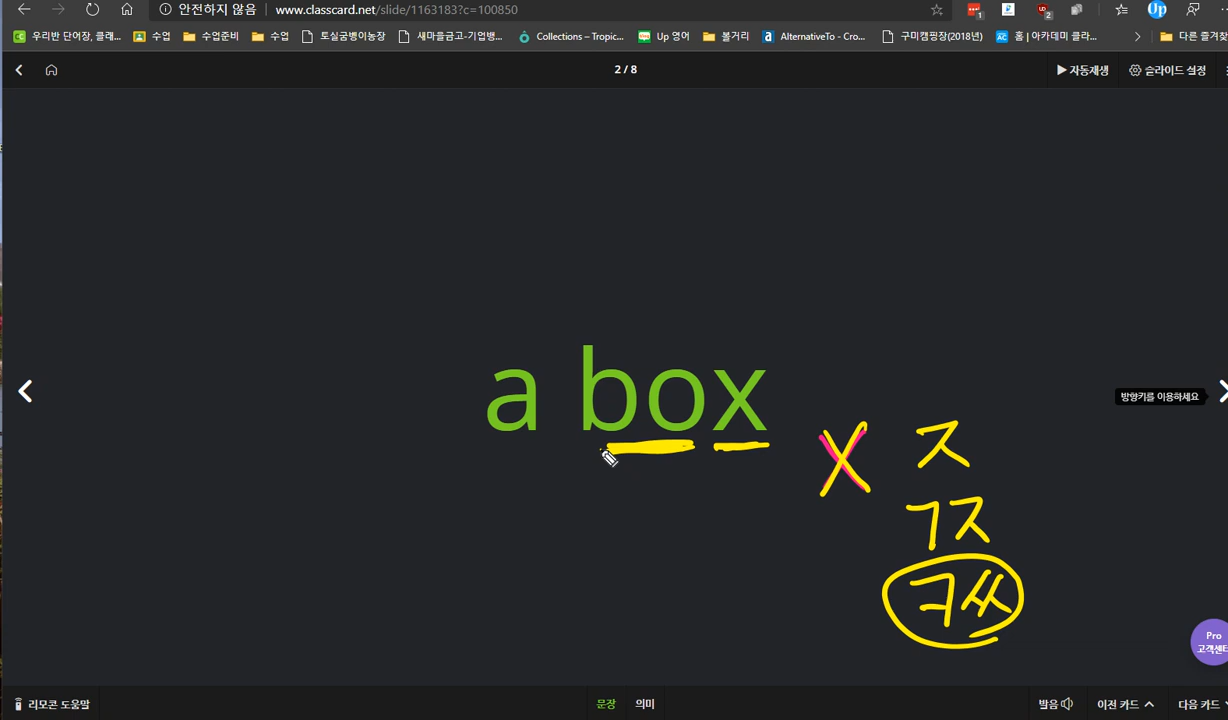 안전하지 않음 | www.classcard.net/slide/1163183?c=100850
1
2
Up
우리반 단어장, 클래... 수업 수업준비 수업 토실굼벵이농장 새마을금고-기업뱅... Collections – Tropic... Up 영어 볼거리 AlternativeTo - Cro... 구미캠핑장(2018년) 홈 | 아카데미 클라... 다른 즐겨찾
2 / 8
자동재생 슬라이드 설정
a box
방향키를 이용하세요
X ㅈ
ㄱㅈ
ㅋㅆ
Pro
고객센터
리모콘 도움말 문장 의미 발음 이전 카드 다음 카드